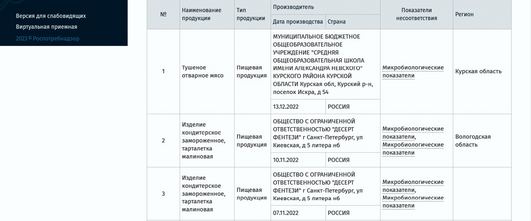 Версия для слабовидящих
Виртуальная приемная
2023 © Роспотребнадзор
№
Наименование
продукции
Тип
продукции
Производитель
Дата производства
Страна
Показатели
несоответствия
Регион
1
Тушеное
отварное мясо
Пищевая
продукция
МУНИЦИПАЛЬНОЕ БЮДЖЕТНОЕ
ОБЩЕОБРАЗОВАТЕЛЬНОЕ
УЧРЕЖДЕНИЕ "СРЕДНЯЯ
ОБЩЕОБРАЗОВАТЕЛЬНАЯ ШКОЛА
ИМЕНИ АЛЕКСАНДРА НЕВСКОГО"
КУРСКОГО РАЙОНА КУРСКОЙ
ОБЛАСТИ Курская обл, Курский р-н,
поселок Искра, д 54
13.12.2022
РОССИЯ
Микробиологические
показатели
Курская область
2
Изделие
кондитерское
замороженное,
тарталетка
малиновая
Пищевая
продукция
ОБЩЕСТВО С ОГРАНИЧЕННОЙ
ОТВЕТСТВЕННОСТЬЮ "ДЕСЕРТ
ФЕНТЕЗИ" г Санкт-Петербург, ул
Киевская, д 5 литера н6
10.11.2022
РОССИЯ
Микробиологические
показатели,
Микробиологические
показатели
Вологодская
область
3
Изделие
кондитерское
замороженное,
тарталетка
малиновая
Пищевая
продукция
ОБЩЕСТВО С ОГРАНИЧЕННОЙ
ОТВЕТСТВЕННОСТЬЮ "ДЕСЕРТ
ФЕНТЕЗИ" г Санкт-Петербург, ул
Киевская, д 5 литера н6
07.11.2022
РОССИЯ
Микробиологические
показатели,
Микробиологические
показатели